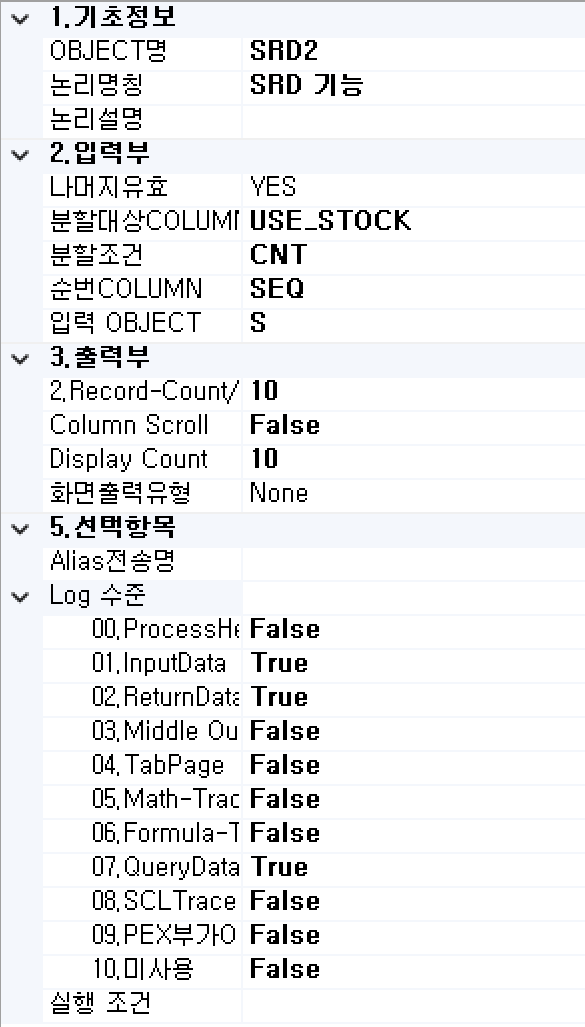 1.기초정보
OBJECT명 SRD2
논리명칭 SRD 기능
논리설명
2.입력부
나머지유효 YES
분할대상COLUMN USE_STOCK
분할조건 CNT
순번COLUMN SEQ
입력 OBJECT S
3.출력부
2.Record-Count/ 10
Column Scroll False
Display Count 10
화면출력유형 None
5.선택항목
Alias전송명
Log 수준
00.ProcessHe False
01.InputData True
02.ReturnData True
03.Middle Ou False
04.TabPage False
05.Math-Trac False
06.Formula-T False
07.QueryData True
08.SCLTrace False
09.PEX부가O False
10.미사용 False
실행 조건